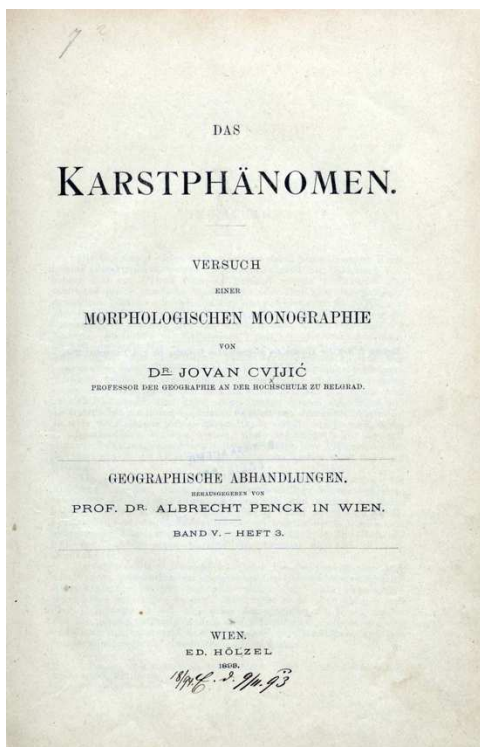 DAS
KARSTPHÄNOMEN.
VERSUCH
EINER
MORPHOLOGISCHEN MONOGRAPHIE
VON
DR. JOVAN CVIJIĆ
PROFESSOR DER GEOGRAPHIE AN DER HOCHSCHULE ZU BELGRAD.
GEOGRAPHISCHE ABHANDLUNGEN.
HERAUSGEGEBEN VON
PROF. DR. ALBRECHT PENCK IN WIEN.
BAND V. – HEFT 3.
WIEN.
ED. HÖLZEL